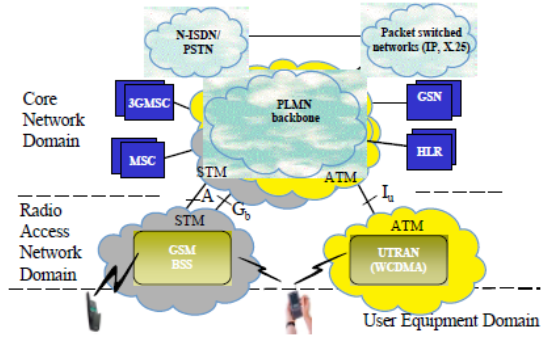 N-ISDN/
PSTN
Packet switched
networks (IP, X.25)
Core
Network
Domain
3GMSC
MSC
PLMN
backbone
GSN
HLR
STM
ATM
A
Gb
Iu
Radio
Access
Network
Domain
STM
GSM
BSS
ATM
UTRAN
(WCDMA)
User Equipment Domain